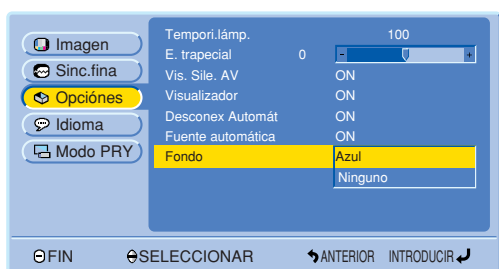 Imagen
Sinc.fina
Opciónes
Idioma
Modo PRY
Tempori.lámp. 100
E. trapecial 0 - +
Vis. Sile. AV ON
Visualizador ON
Desconex Automát ON
Fuente automática ON
Fondo Azul
Ninguno
FIN SELECCIONAR ANTERIOR INTRODUCIR